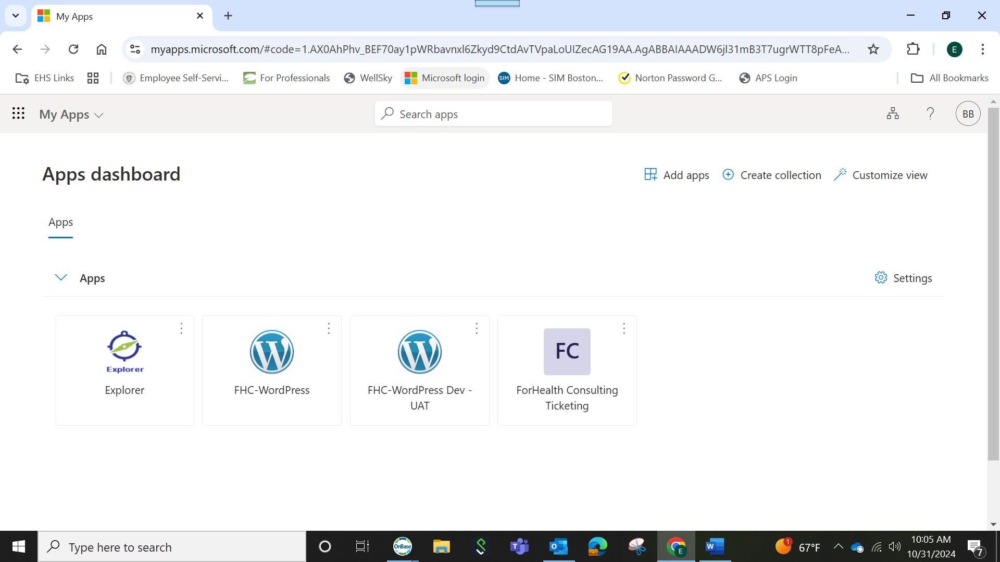 My Apps
myapps.microsoft.com/#code=1.AX0AhPhv_BEF70ay1pWRbavnxl6Zkyd9CtdAvTVpaLoUIZecAG19AA.AgABBAIAAADW6jl31mB3T7ugrWTT8pFeA...
E
EHS Links
Employee Self-Servi...
For Professionals
WellSky
Microsoft login
SIM
Home - SIM Boston...
Norton Password G...
APS Login
All Bookmarks
My Apps
Search apps
?
BB
Apps dashboard
Add apps
Create collection
Customize view
Apps
Apps
Settings
Explorer
Explorer
FHC-WordPress
FHC-WordPress Dev -
UAT
FC
ForHealth Consulting
Ticketing
Type here to search
OnBase
E
1
67°F
10:05 AM
10/31/2024
7